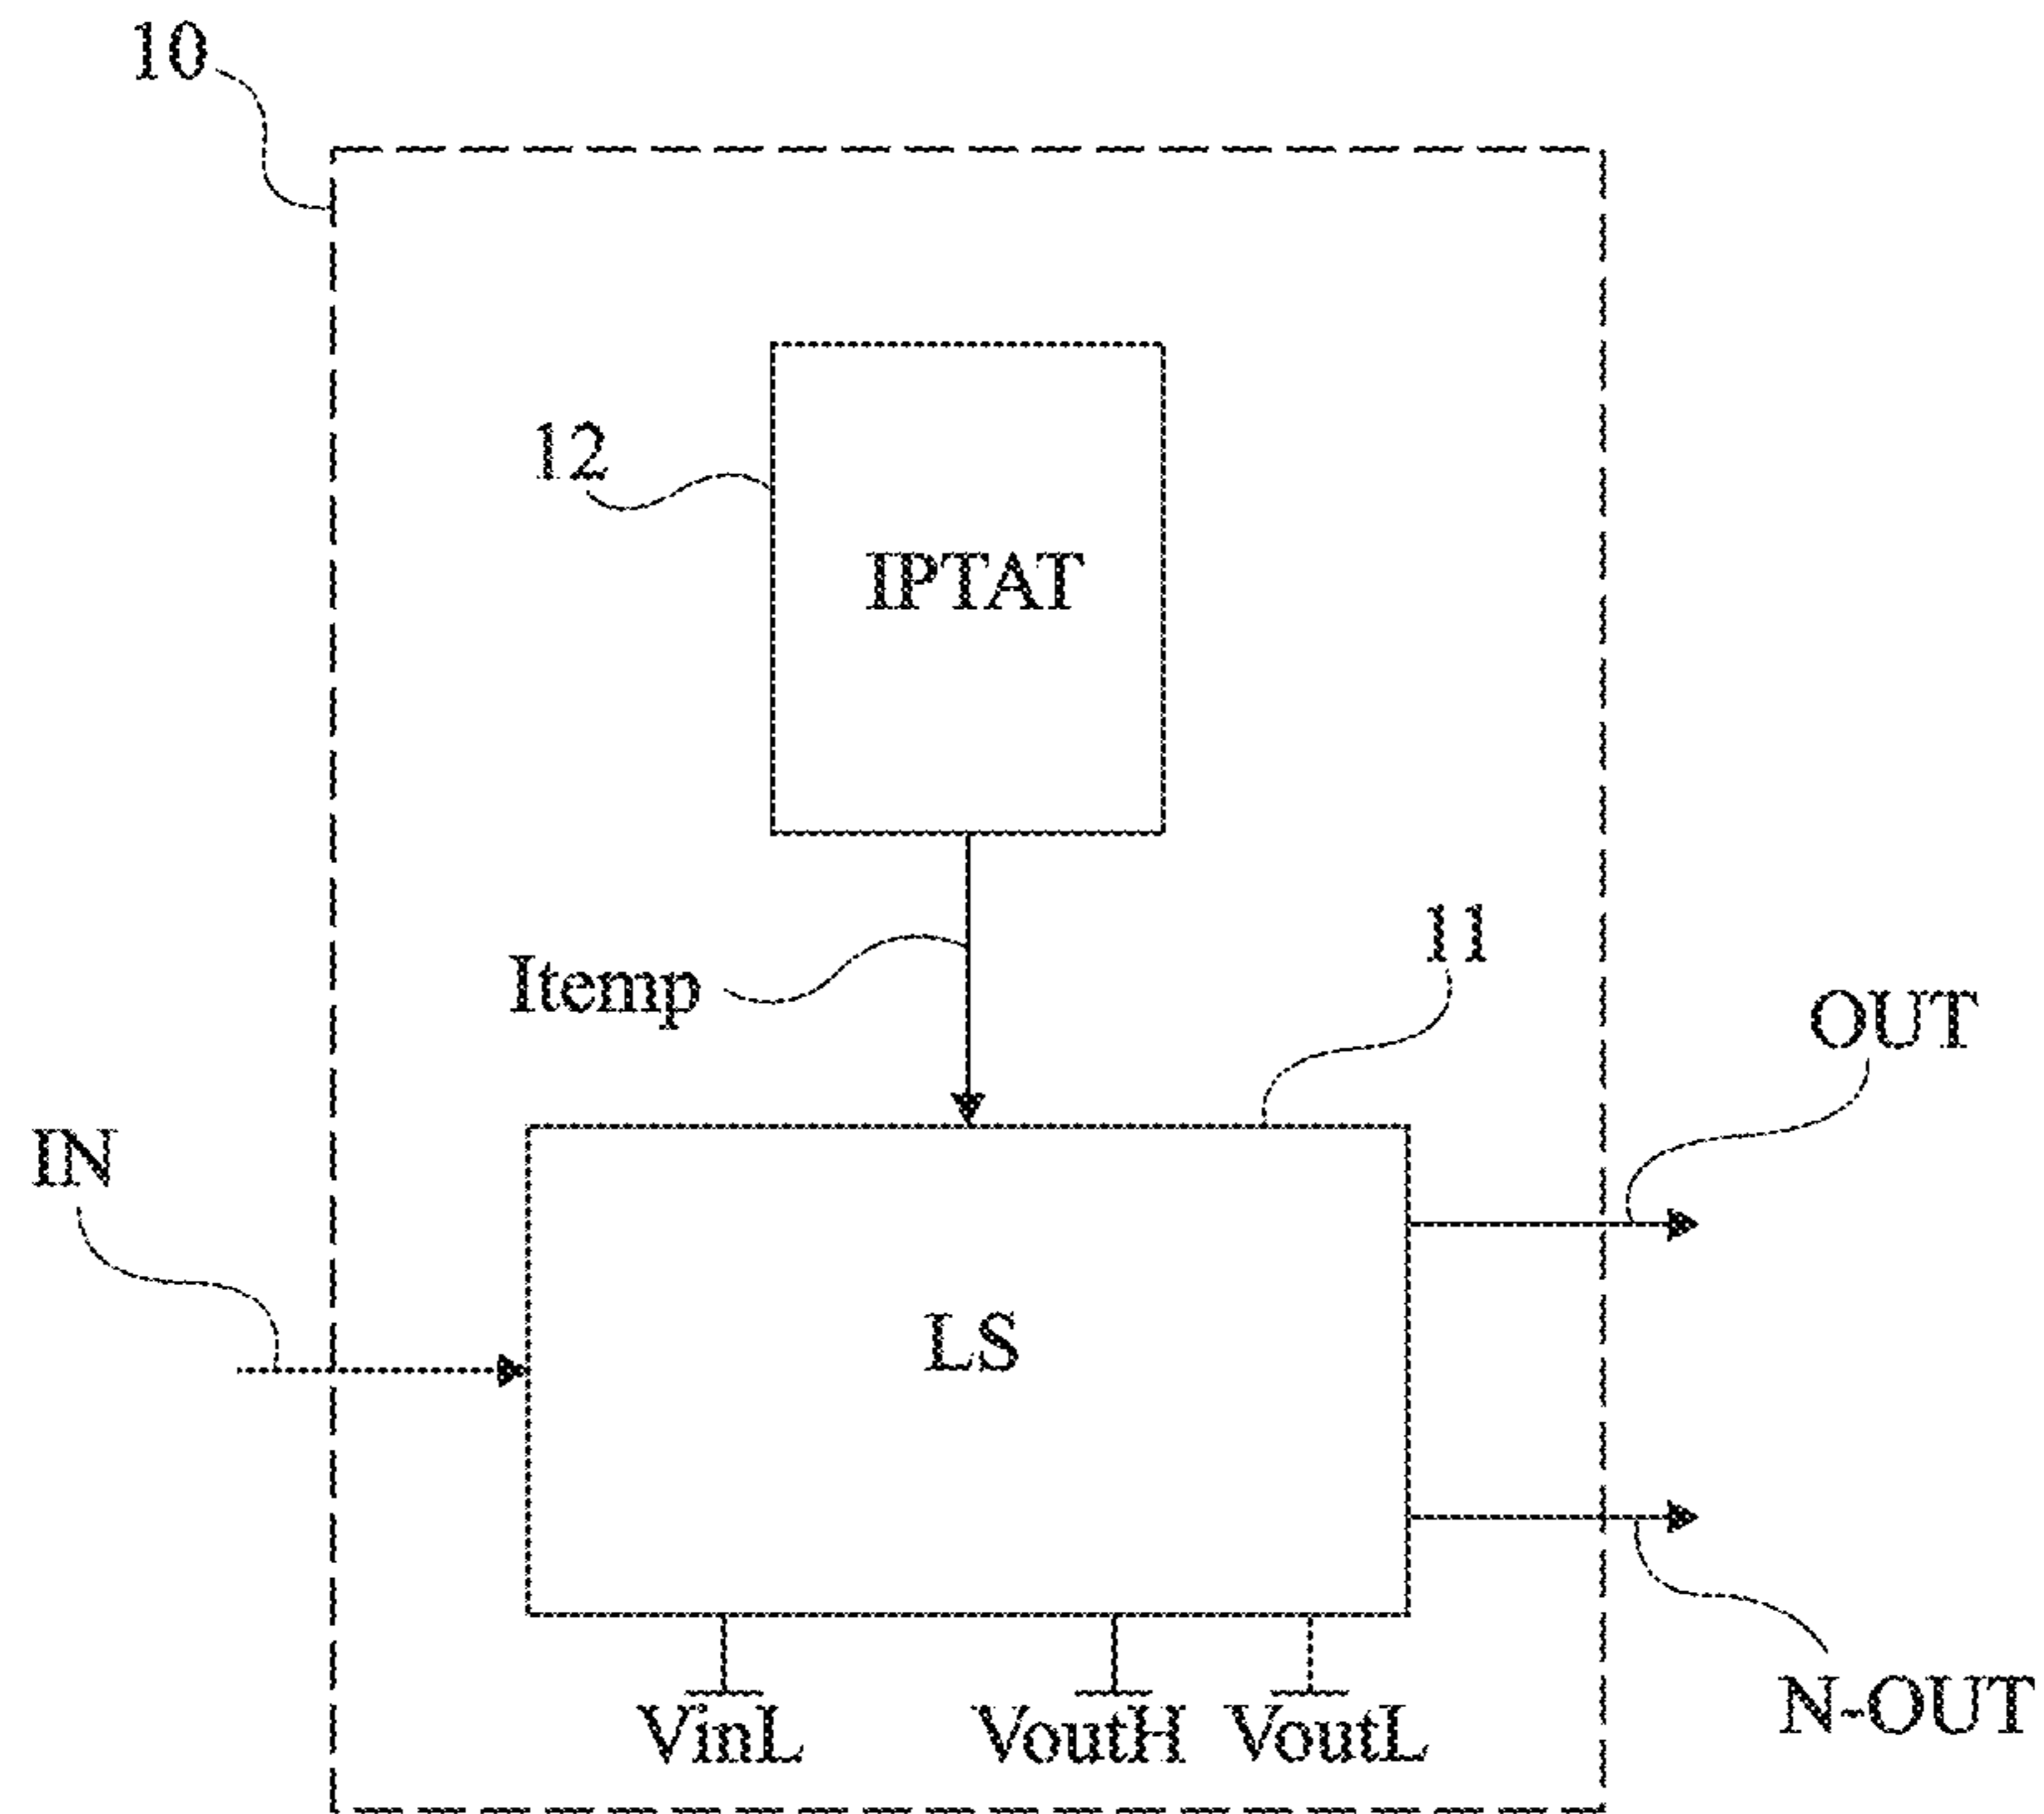 10
12
IPTAT
Itemp
11
OUT
IN
LS
N-OUT
VinL VoutH VoutL